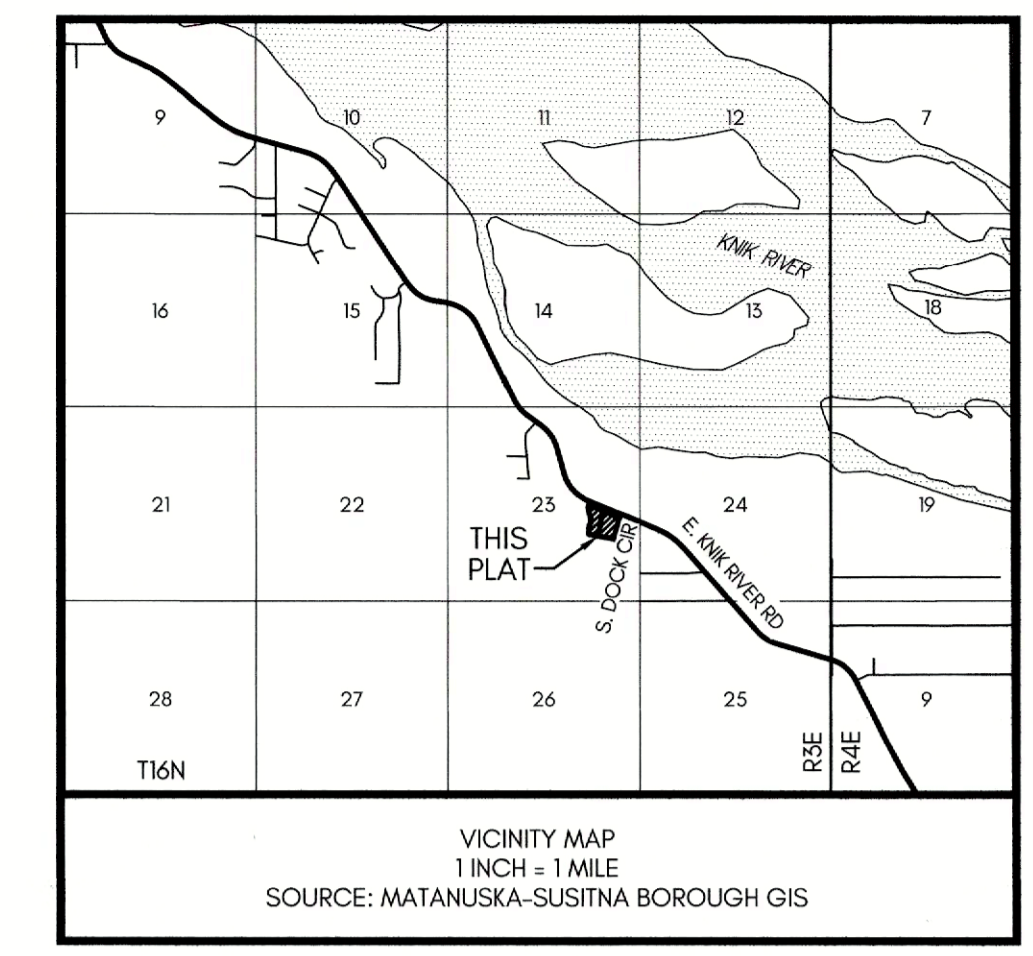 9
10
11
12
7
KNIK RIVER
16
15
14
13
18
21
22
23
24
19
THIS
PLAT
S. DOCK CIR
E. KNIK RIVER RD
28
27
26
25
9
T16N
R3E
R4E
VICINITY MAP
1 INCH = 1 MILE
SOURCE: MATANUSKA-SUSITNA BOROUGH GIS